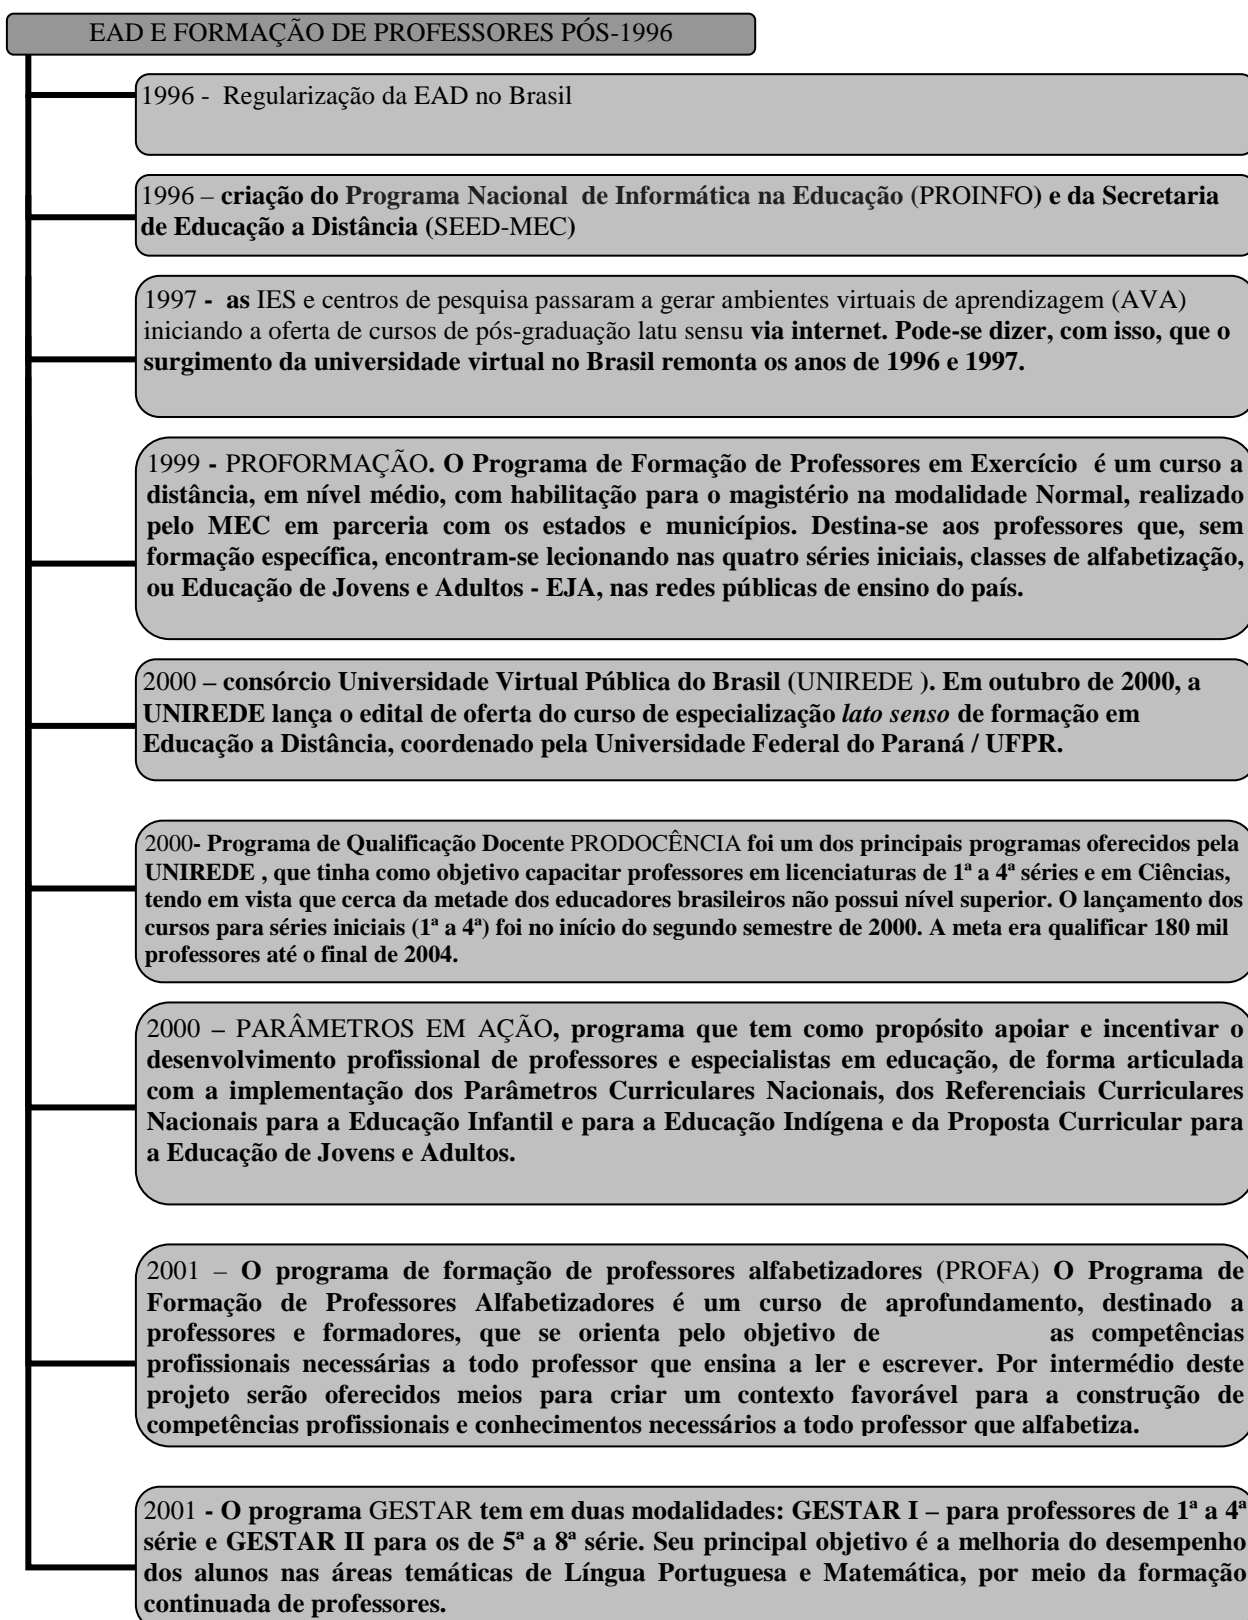 EAD E FORMAÇÃO DE PROFESSORES PÓS-1996
1996 - Regularização da EAD no Brasil
1996 – criação do Programa Nacional de Informática na Educação (PROINFO) e da Secretaria
de Educação a Distância (SEED-MEC)
1997 - as IES e centros de pesquisa passaram a gerar ambientes virtuais de aprendizagem (AVA)
iniciando a oferta de cursos de pós-graduação latu sensu via internet. Pode-se dizer, com isso, que o
surgimento da universidade virtual no Brasil remonta os anos de 1996 e 1997.
1999 - PROFORMAÇÃO. O Programa de Formação de Professores em Exercício é um curso a
distância, em nível médio, com habilitação para o magistério na modalidade Normal, realizado
pelo MEC em parceria com os estados e municípios. Destina-se aos professores que, sem
formação específica, encontram-se lecionando nas quatro séries iniciais, classes de alfabetização,
ou Educação de Jovens e Adultos - EJA, nas redes públicas de ensino do país.
2000 – consórcio Universidade Virtual Pública do Brasil (UNIREDE ). Em outubro de 2000, a
UNIREDE lança o edital de oferta do curso de especialização lato senso de formação em
Educação a Distância, coordenado pela Universidade Federal do Paraná / UFPR.
2000- Programa de Qualificação Docente PRODOCÊNCIA foi um dos principais programas oferecidos pela
UNIREDE , que tinha como objetivo capacitar professores em licenciaturas de 1ª a 4ª séries e em Ciências,
tendo em vista que cerca da metade dos educadores brasileiros não possui nível superior. O lançamento dos
cursos para séries iniciais (1ª a 4ª) foi no início do segundo semestre de 2000. A meta era qualificar 180 mil
professores até o final de 2004.
2000 – PARÂMETROS EM AÇÃO, programa que tem como propósito apoiar e incentivar o
desenvolvimento profissional de professores e especialistas em educação, de forma articulada
com a implementação dos Parâmetros Curriculares Nacionais, dos Referenciais Curriculares
Nacionais para a Educação Infantil e para a Educação Indígena e da Proposta Curricular para
a Educação de Jovens e Adultos.
2001 – O programa de formação de professores alfabetizadores (PROFA) O Programa de
Formação de Professores Alfabetizadores é um curso de aprofundamento, destinado a
professores e formadores, que se orienta pelo objetivo de as competências
profissionais necessárias a todo professor que ensina a ler e escrever. Por intermédio deste
projeto serão oferecidos meios para criar um contexto favorável para a construção de
competências profissionais e conhecimentos necessários a todo professor que alfabetiza.
2001 - O programa GESTAR tem em duas modalidades: GESTAR I – para professores de 1ª a 4ª
série e GESTAR II para os de 5ª a 8ª série. Seu principal objetivo é a melhoria do desempenho
dos alunos nas áreas temáticas de Língua Portuguesa e Matemática, por meio da formação
continuada de professores.